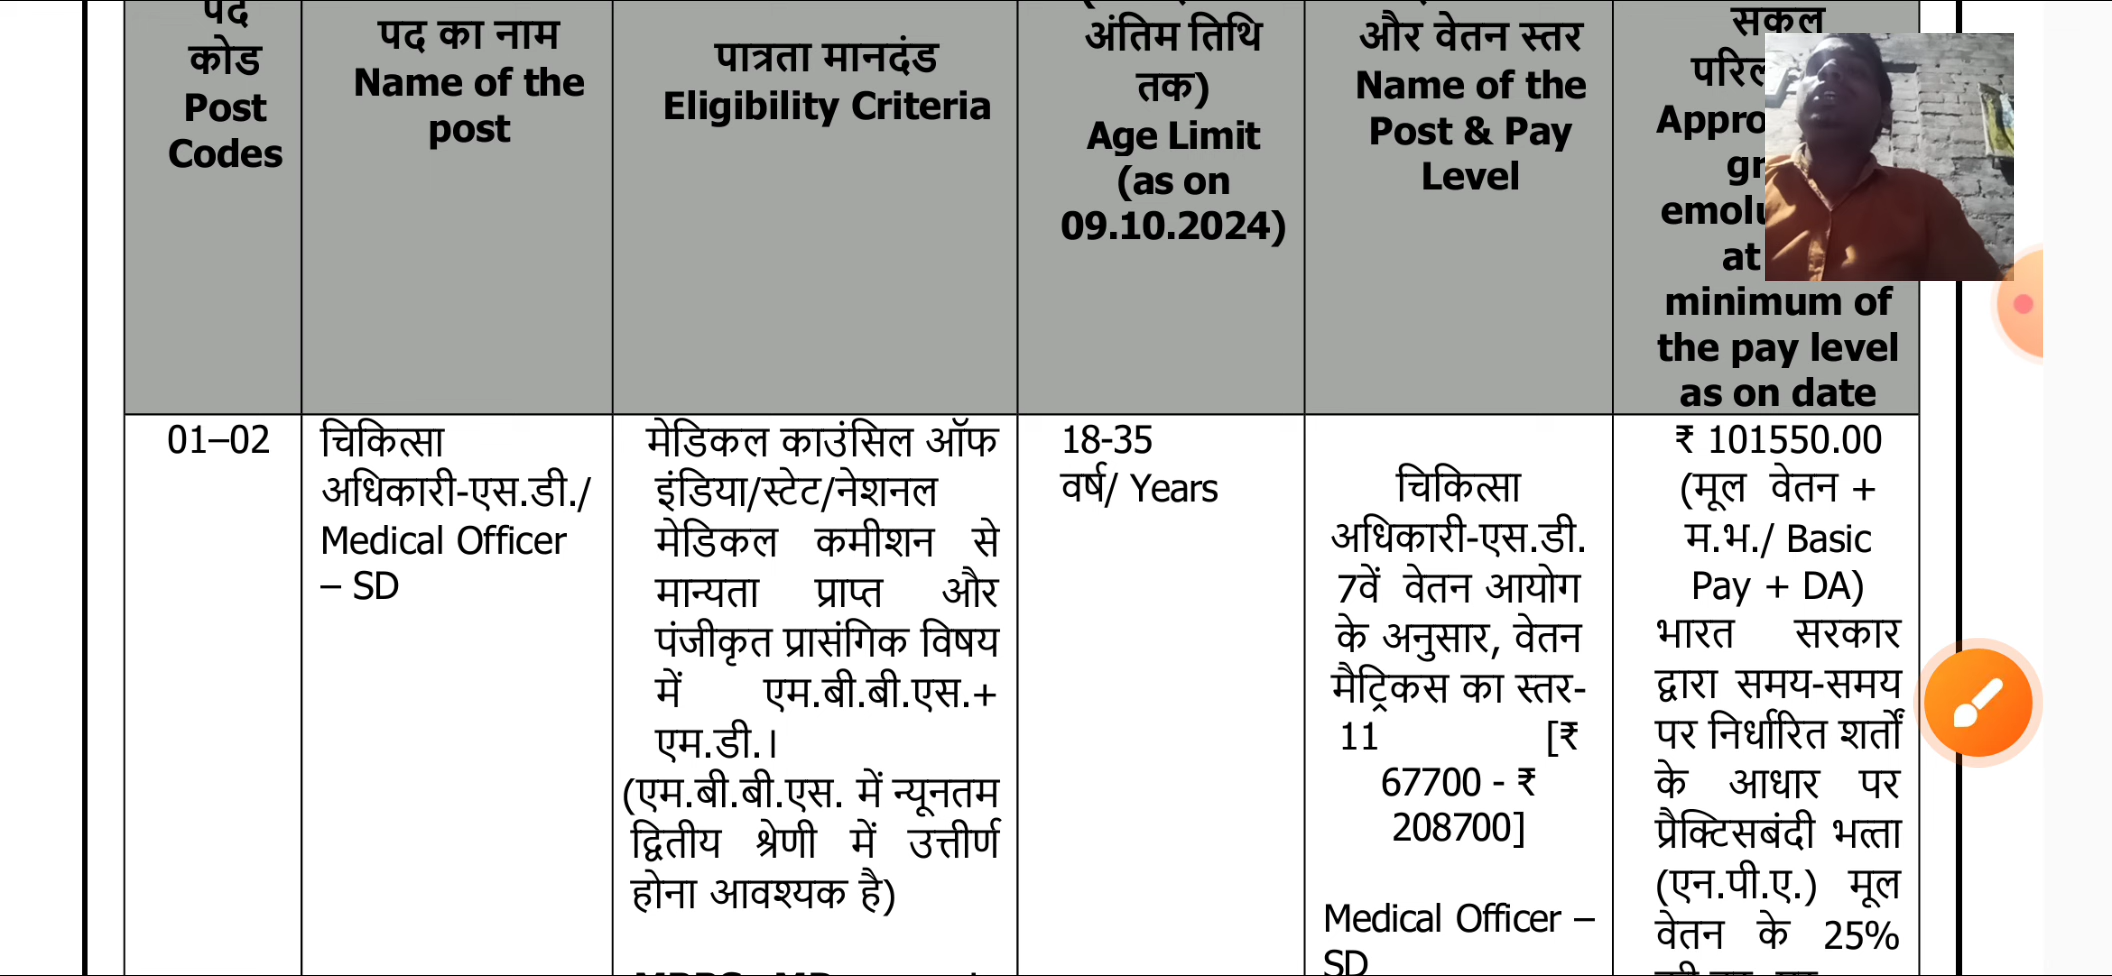 पद
कोड
Post
Codes
पद का नाम
Name of the
post
पात्रता मानदंड
Eligibility Criteria
अंतिम तिथि
तक)
Age Limit
(as on
09.10.2024)
और वेतन स्तर
Name of the
Post & Pay
Level
सकल
minimum of
the pay level
as on date
01–02
चिकित्सा
अधिकारी-एस.डी./
Medical Officer
– SD
मेडिकल काउंसिल ऑफ
इंडिया/स्टेट/नेशनल
मेडिकल कमीशन से
मान्यता प्राप्त और
पंजीकृत प्रासंगिक विषय
में एम.बी.बी.एस.+
एम.डी.।
(एम.बी.बी.एस. में न्यूनतम
द्वितीय श्रेणी में उत्तीर्ण
होना आवश्यक है)
18-35
वर्ष/ Years
चिकित्सा
अधिकारी-एस.डी.
7वें वेतन आयोग
के अनुसार, वेतन
मैट्रिकस का स्तर-
11 [₹
67700 - ₹
208700]
Medical Officer –
SD
₹ 101550.00
(मूल वेतन +
म.भ./ Basic
Pay + DA)
भारत सरकार
द्वारा समय-समय
पर निर्धारित शर्तों
के आधार पर
प्रैक्टिसबंदी भत्ता
(एन.पी.ए.) मूल
वेतन के 25%